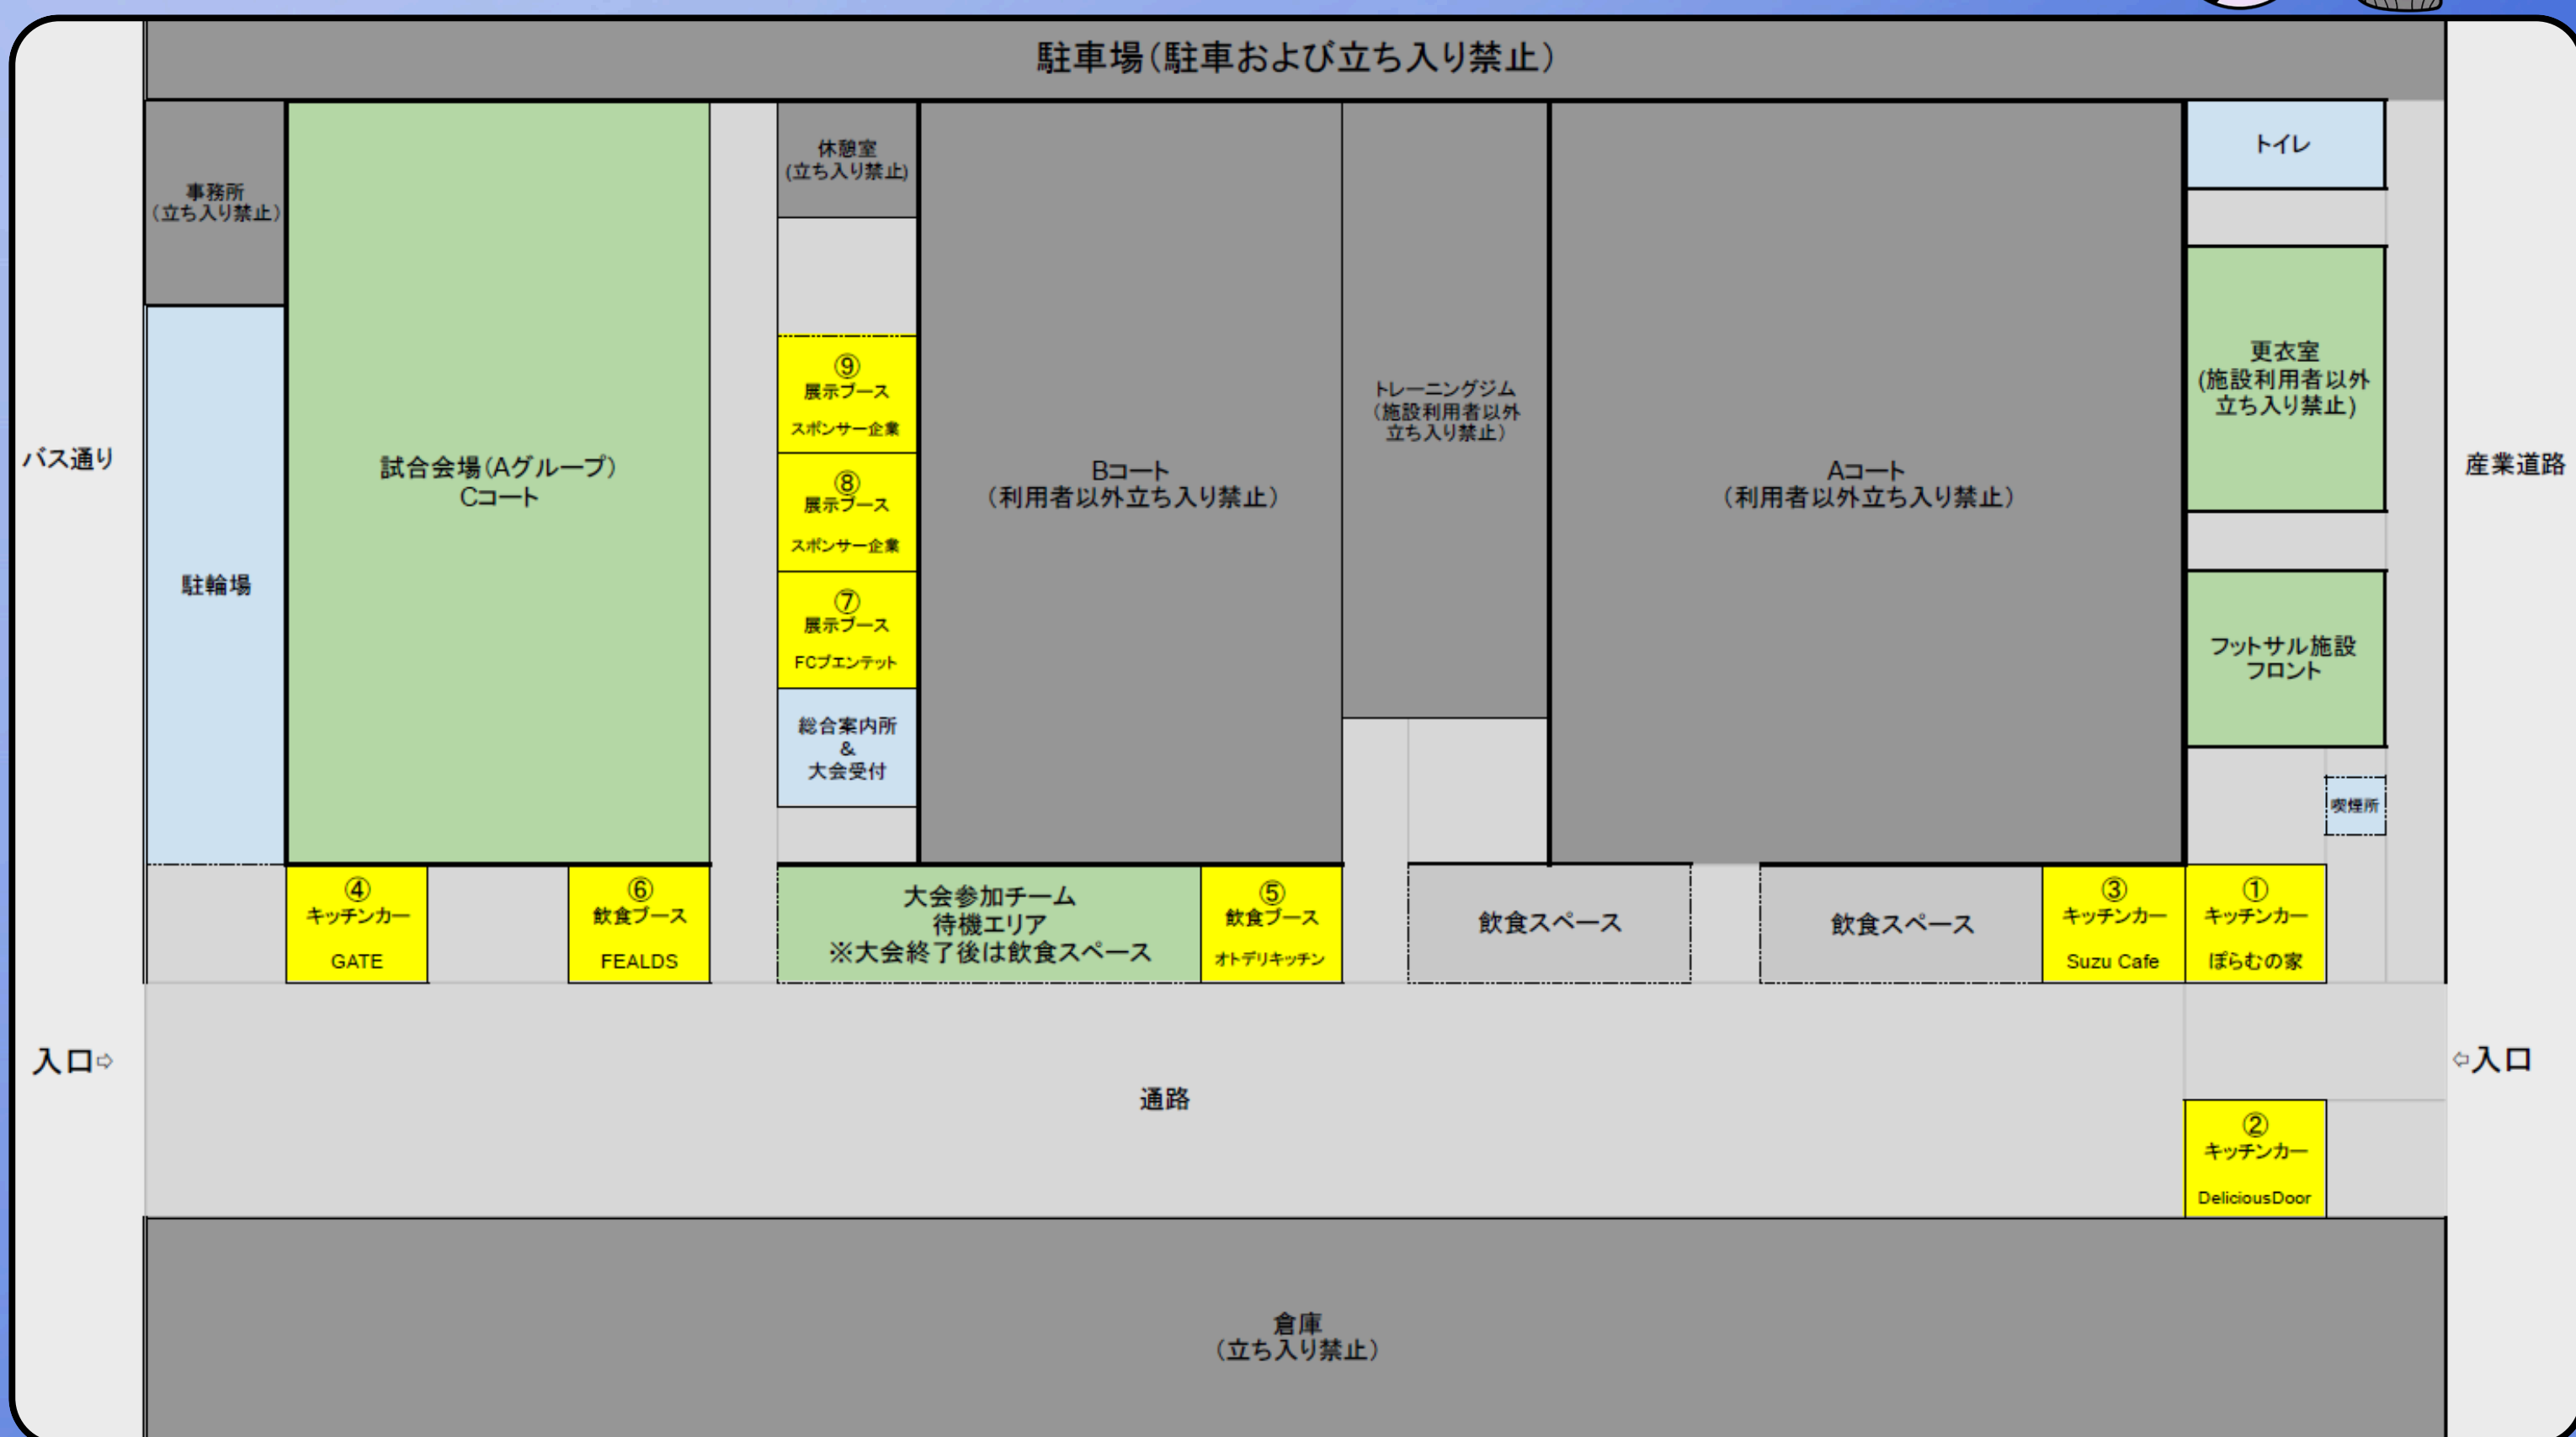 駐車場（駐車および立ち入り禁止）
事務所
（立ち入り禁止）
試合会場（Aグループ）
Cコート
休憩室
(立ち入り禁止)
Bコート
（利用者以外立ち入り禁止）
トレーニングジム
（施設利用者以外
立ち入り禁止）
Aコート
（利用者以外立ち入り禁止）
トイレ
更衣室
(施設利用者以外
立ち入り禁止)
フットサル施設
フロント
喫煙所
バス通り
産業道路
駐輪場
⑨
展示ブース
スポンサー企業
⑧
展示ブース
スポンサー企業
⑦
展示ブース
FCブエンテット
総合案内所
&
大会受付
④
キッチンカー
GATE
⑥
飲食ブース
FEALDS
大会参加チーム
待機エリア
※大会終了後は飲食スペース
⑤
飲食ブース
オトデリキッチン
飲食スペース
飲食スペース
③
キッチンカー
Suzu Cafe
①
キッチンカー
ぽらむの家
入口⇨
通路
⇦入口
②
キッチンカー
DeliciousDoor
倉庫
（立ち入り禁止）